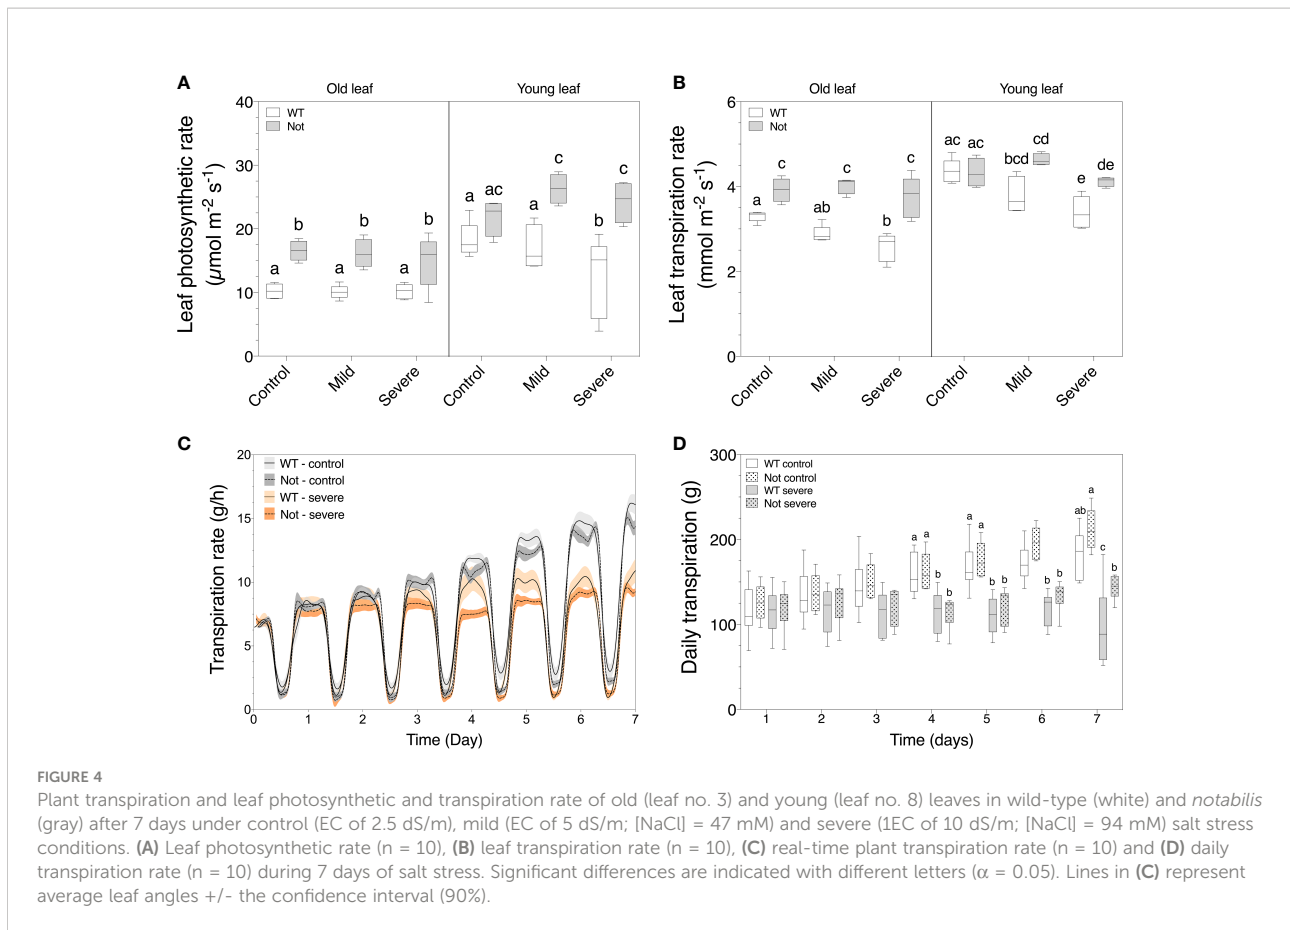 A
Old leaf
Young leaf
40
30
20
10
0
WT
Not
Leaf photosynthetic rate
(µmol m-2 s-1)
a
b
a
b
a
b
a
ac
a
c
b
c
Control
Mild
Severe
Control
Mild
Severe
B
Old leaf
Young leaf
6
4
2
0
WT
Not
Leaf transpiration rate
(mmol m-2 s-1)
a
c
ab
c
b
c
ac
ac
bcd
cd
e
de
Control
Mild
Severe
Control
Mild
Severe
C
20
15
10
5
0
WT - control
Not - control
WT - severe
Not - severe
Transpiration rate (g/h)
0 1 2 3 4 5 6 7
Time (Day)
D
300
250
200
150
100
50
0
WT control
Not control
WT severe
Not severe
Daily transpiration (g)
a
a
b
b
a
a
b
b
b
b
ab
a
c
b
1 2 3 4 5 6 7
Time (days)
FIGURE 4
Plant transpiration and leaf photosynthetic and transpiration rate of old (leaf no. 3) and young (leaf no. 8) leaves in wild-type (white) and notabilis
(gray) after 7 days under control (EC of 2.5 dS/m), mild (EC of 5 dS/m; [NaCl] = 47 mM) and severe (1EC of 10 dS/m; [NaCl] = 94 mM) salt stress
conditions. (A) Leaf photosynthetic rate (n = 10), (B) leaf transpiration rate (n = 10), (C) real-time plant transpiration rate (n = 10) and (D) daily
transpiration rate (n = 10) during 7 days of salt stress. Significant differences are indicated with different letters (α = 0.05). Lines in (C) represent
average leaf angles +/- the confidence interval (90%).